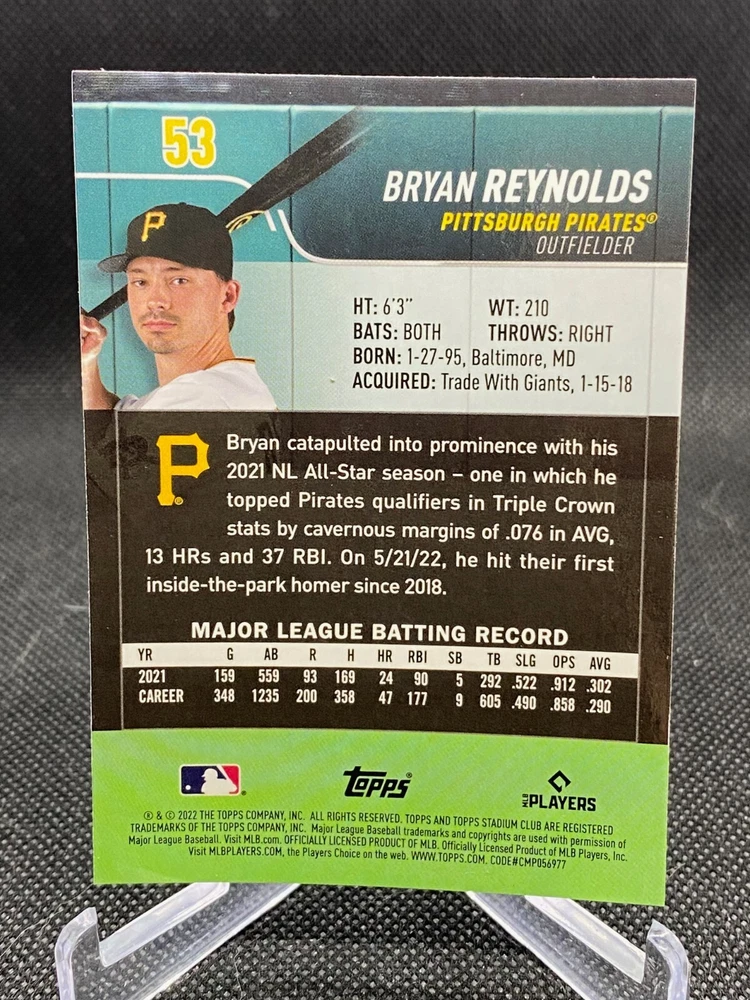 53
BRYAN REYNOLDS
PITTSBURGH PIRATES®
OUTFIELDER
P
HT: 6'3" WT: 210
BATS: BOTH THROWS: RIGHT
BORN: 1-27-95, Baltimore, MD
ACQUIRED: Trade With Giants, 1-15-18
P
Bryan catapulted into prominence with his
2021 NL All-Star season – one in which he
topped Pirates qualifiers in Triple Crown
stats by cavernous margins of .076 in AVG,
13 HRs and 37 RBI. On 5/21/22, he hit their first
inside-the-park homer since 2018.
MAJOR LEAGUE BATTING RECORD
YR G AB R H HR RBI SB TB SLG OPS AVG
2021 159 559 93 169 24 90 5 292 .522 .912 .302
CAREER 348 1235 200 358 47 177 9 605 .490 .858 .290
topps®
MLB PLAYERS
® & © 2022 THE TOPPS COMPANY, INC. ALL RIGHTS RESERVED. TOPPS AND TOPPS STADIUM CLUB ARE REGISTERED
TRADEMARKS OF THE TOPPS COMPANY, INC. Major League Baseball trademarks and copyrights are used with permission of
Major League Baseball. Visit MLB.com. OFFICIALLY LICENSED PRODUCT OF MLB. Officially Licensed Product of MLB Players, Inc.
Visit MLBPLAYERS.com, the Players Choice on the web. WWW.TOPPS.COM. CODE#CMP056977